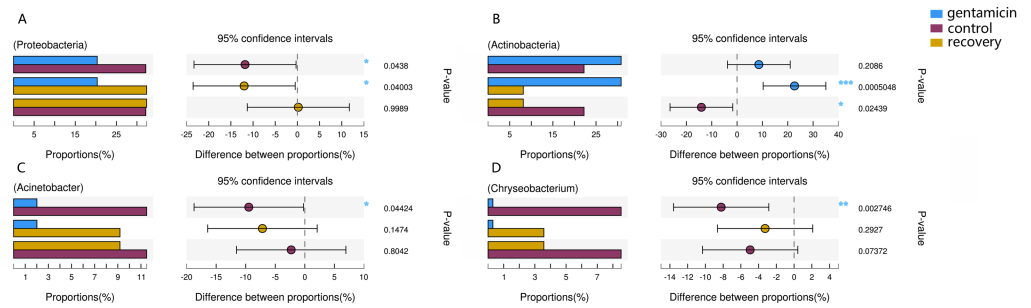 gentamicin
control
recovery
A
(Proteobacteria)
95% confidence intervals
*
0.0438
*
0.04003
0.9989
P-value
5 15 25
-25 -20 -15 -10 -5 0 5 10 15
Proportions(%)
Difference between proportions(%)
B
(Actinobacteria)
95% confidence intervals
0.2086
***
0.0005048
*
0.02439
P-value
5 15 25
-30 -20 -10 0 10 20 30 40
Proportions(%)
Difference between proportions(%)
C
(Acinetobacter)
95% confidence intervals
*
0.04424
0.1474
0.8042
P-value
1 3 5 7 9 11
-20 -15 -10 -5 0 5 10
Proportions(%)
Difference between proportions(%)
D
(Chryseobacterium)
95% confidence intervals
**
0.002746
0.2927
0.07372
P-value
1 3 5 7
-14 -12 -10 -8 -6 -4 -2 0 2 4
Proportions(%)
Difference between proportions(%)